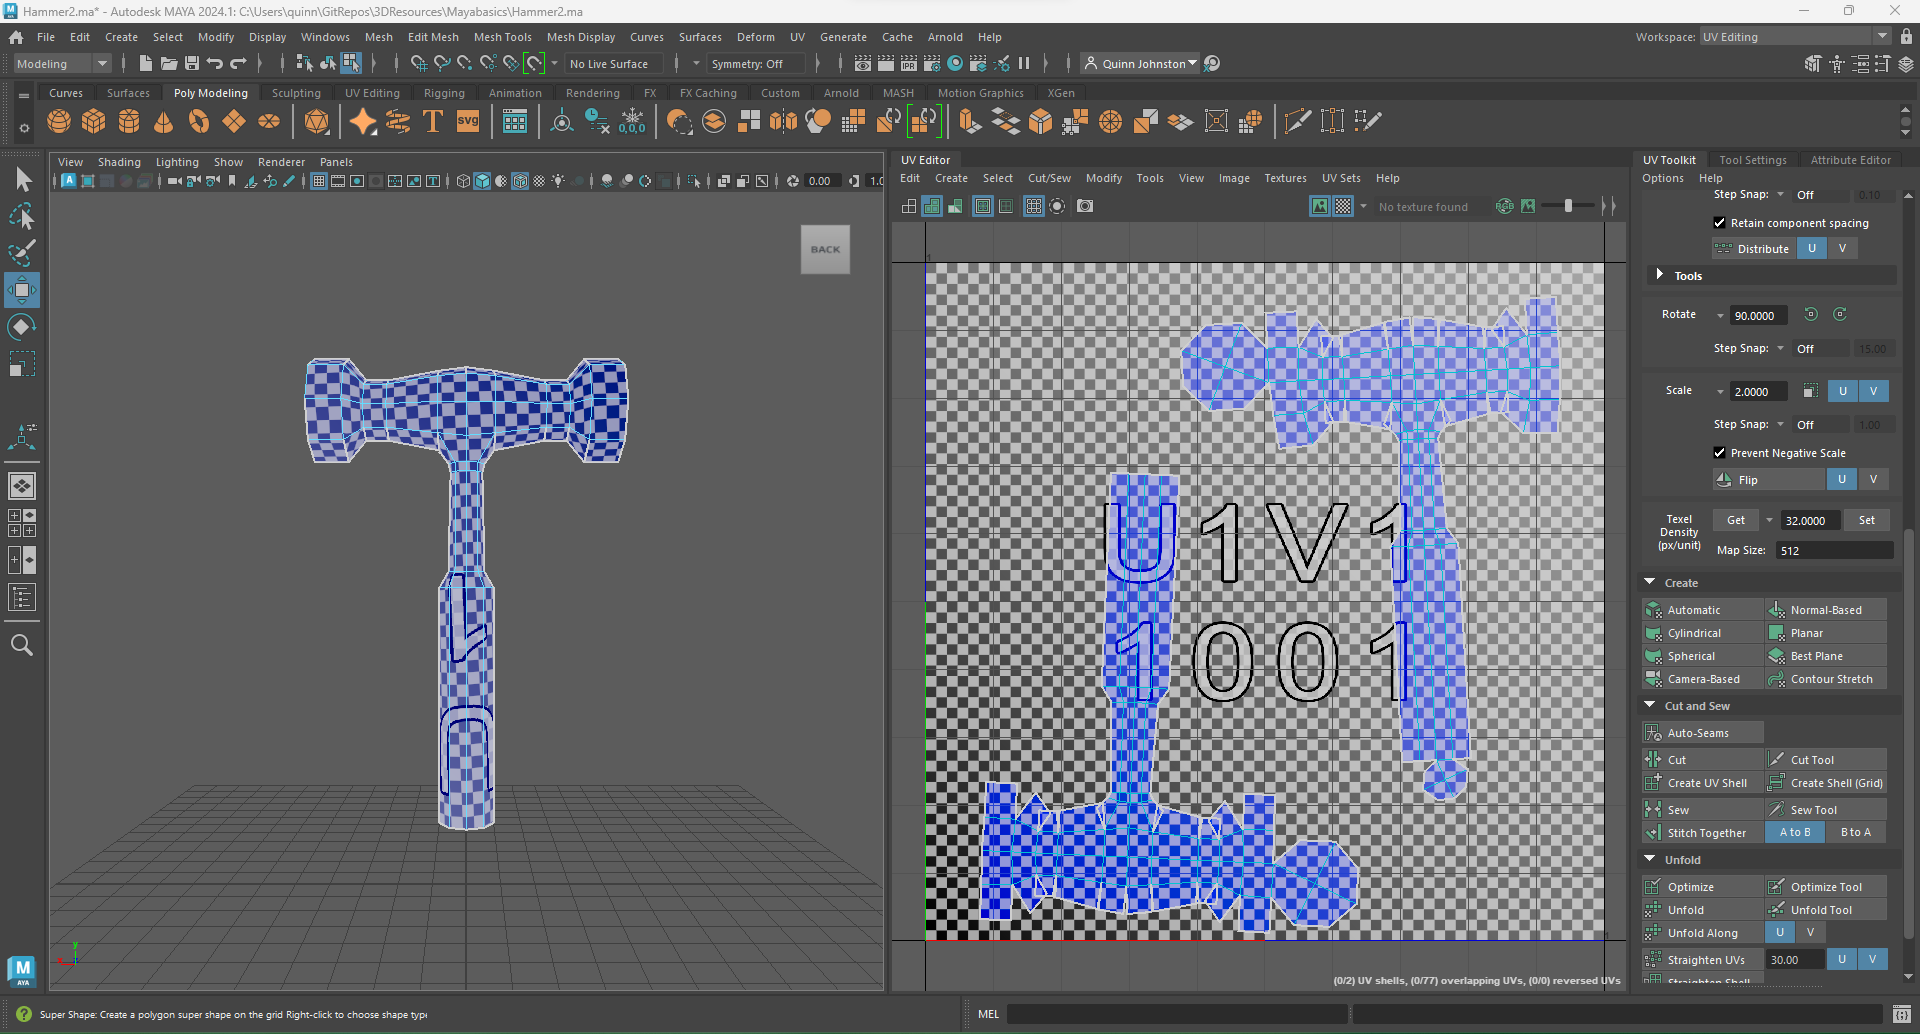 Hammer2.ma* - Autodesk MAYA 2024.1: C:\Users\quinn\GitRepos\3DResources\Mayabasics\Hammer2.ma
File Edit Create Select Modify Display Windows Mesh Edit Mesh Mesh Tools Mesh Display Curves Surfaces Deform UV Generate Cache Arnold Help
Workspace: UV Editing
Modeling No Live Surface Symmetry: Off Quinn Johnston
Curves Surfaces Poly Modeling Sculpting UV Editing Rigging Animation Rendering FX FX Caching Custom Arnold MASH Motion Graphics XGen
T svg 0,0,0
View Shading Lighting Show Renderer Panels
0.00 1.0
BACK
UV Editor
Edit Create Select Cut/Sew Modify Tools View Image Textures UV Sets Help
No texture found RGB
1
U1V1
1001
1
(0/2) UV shells, (0/77) overlapping UVs, (0/0) reversed UVs
UV Toolkit Tool Settings Attribute Editor
Options Help
Step Snap: Off 0.10
Retain component spacing
Distribute U V
Tools
Rotate 90.0000
Step Snap: Off 15.00
Scale 2.0000 U V
Step Snap: Off 1.00
Prevent Negative Scale
Flip U V
Texel Density (px/unit) Get 32.0000 Set
Map Size: 512
Create
Automatic Normal-Based
Cylindrical Planar
Spherical Best Plane
Camera-Based Contour Stretch
Cut and Sew
Auto-Seams
Cut Cut Tool
Create UV Shell Create Shell (Grid)
Sew Sew Tool
Stitch Together A to B B to A
Unfold
Optimize Optimize Tool
Unfold Unfold Tool
Unfold Along U V
Straighten UVs 30.00 U V
Straighten Shell
y
M
AYA
Super Shape: Create a polygon super shape on the grid Right-click to choose shape type
MEL